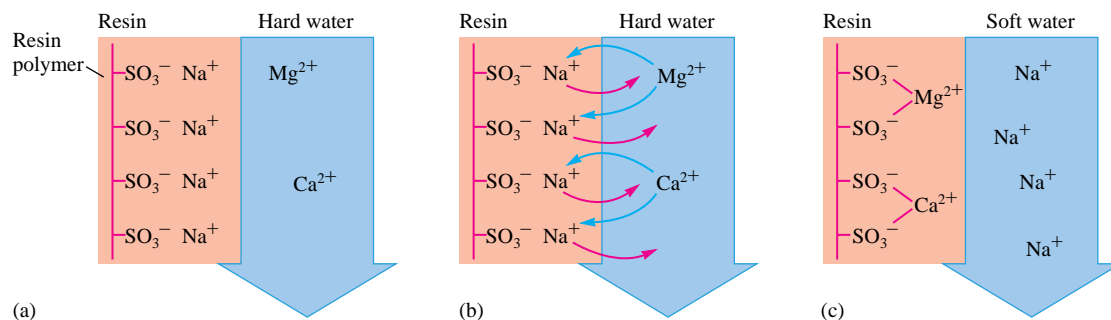 Resin Hard water
Resin
polymer
SO₃⁻ Na⁺ Mg²⁺
SO₃⁻ Na⁺
SO₃⁻ Na⁺ Ca²⁺
SO₃⁻ Na⁺
(a)
Resin Hard water
SO₃⁻ Na⁺ Mg²⁺
SO₃⁻ Na⁺
SO₃⁻ Na⁺ Ca²⁺
SO₃⁻ Na⁺
(b)
Resin Soft water
SO₃⁻ Na⁺
Mg²⁺
SO₃⁻ Na⁺
SO₃⁻ Na⁺
Ca²⁺
SO₃⁻ Na⁺
(c)